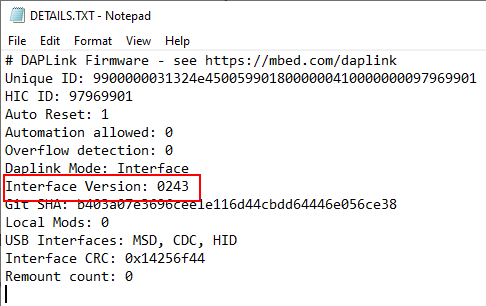 DETAILS.TXT - Notepad
File Edit Format View Help
# DAPLink Firmware - see https://mbed.com/daplink
Unique ID: 9900000031324e4500599018000000410000000097969901
HIC ID: 97969901
Auto Reset: 1
Automation allowed: 0
Overflow detection: 0
Daplink Mode: Interface
Interface Version: 0243
Git SHA: b403a07e3696cee1e116d44cbdd64446e056ce38
Local Mods: 0
USB Interfaces: MSD, CDC, HID
Interface CRC: 0x14256f44
Remount count: 0